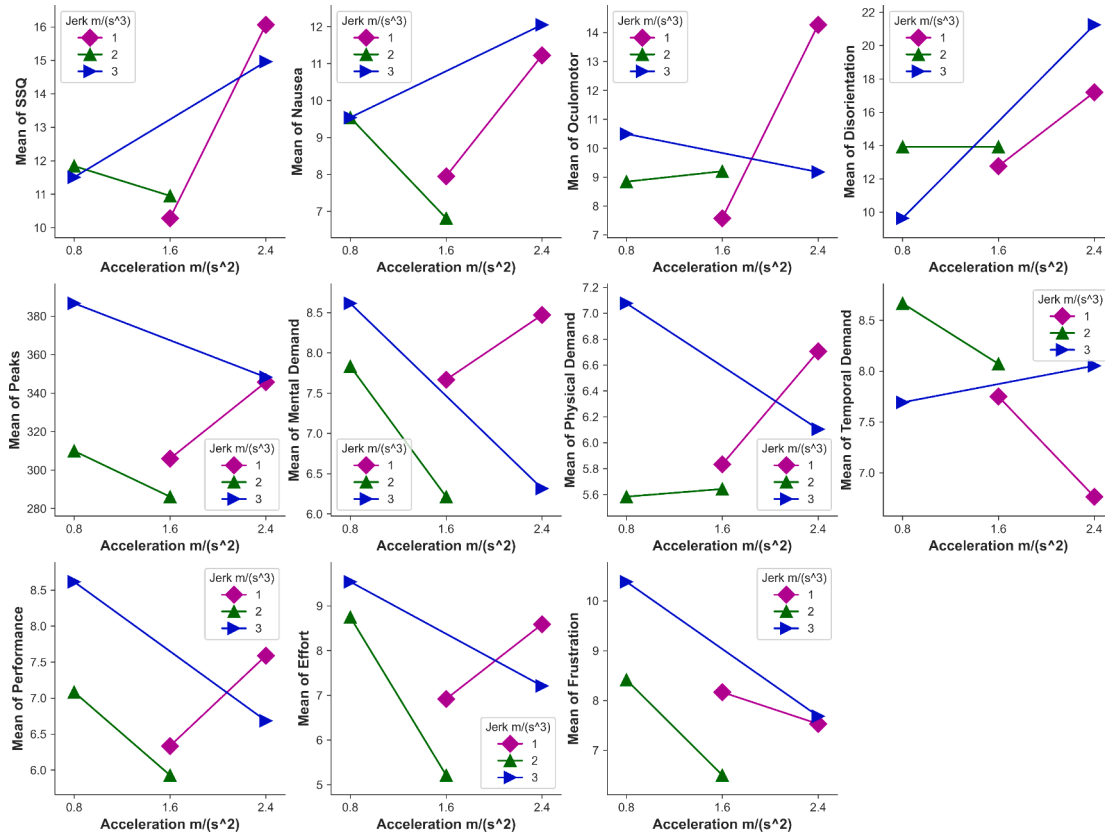 Mean of SSQ
16
15
14
13
12
11
10
Jerk m/(s^3)
1
2
3
0.8 1.6 2.4
Acceleration m/(s^2)
Mean of Nausea
12
11
10
9
8
7
Jerk m/(s^3)
1
2
3
0.8 1.6 2.4
Acceleration m/(s^2)
Mean of Oculomotor
14
13
12
11
10
9
8
7
Jerk m/(s^3)
1
2
3
0.8 1.6 2.4
Acceleration m/(s^2)
Mean of Disorientation
22
20
18
16
14
12
10
Jerk m/(s^3)
1
2
3
0.8 1.6 2.4
Acceleration m/(s^2)
Mean of Peaks
380
360
340
320
300
280
Jerk m/(s^3)
1
2
3
0.8 1.6 2.4
Acceleration m/(s^2)
Mean of Mental Demand
8.5
8.0
7.5
7.0
6.5
6.0
Jerk m/(s^3)
1
2
3
0.8 1.6 2.4
Acceleration m/(s^2)
Mean of Physical Demand
7.2
7.0
6.8
6.6
6.4
6.2
6.0
5.8
5.6
Jerk m/(s^3)
1
2
3
0.8 1.6 2.4
Acceleration m/(s^2)
Mean of Temporal Demand
8.5
8.0
7.5
7.0
Jerk m/(s^3)
1
2
3
0.8 1.6 2.4
Acceleration m/(s^2)
Mean of Performance
8.5
8.0
7.5
7.0
6.5
6.0
Jerk m/(s^3)
1
2
3
0.8 1.6 2.4
Acceleration m/(s^2)
Mean of Effort
9
8
7
6
5
Jerk m/(s^3)
1
2
3
0.8 1.6 2.4
Acceleration m/(s^2)
Mean of Frustration
10
9
8
7
Jerk m/(s^3)
1
2
3
0.8 1.6 2.4
Acceleration m/(s^2)